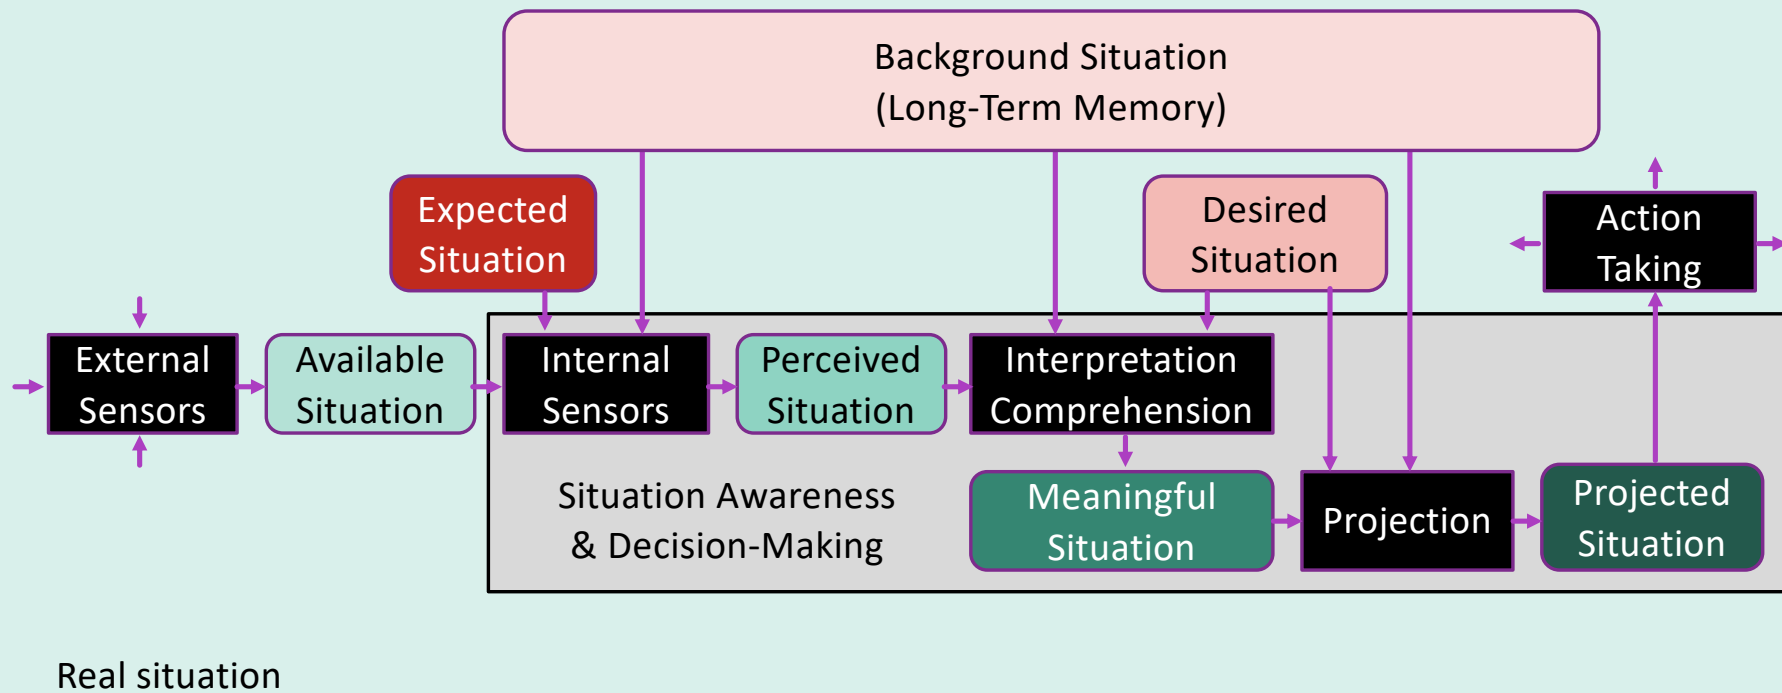 Background Situation
(Long-Term Memory)
Expected
Situation
Desired
Situation
Action
Taking
External
Sensors
Available
Situation
Internal
Sensors
Perceived
Situation
Interpretation
Comprehension
Situation Awareness
& Decision-Making
Meaningful
Situation
Projection
Projected
Situation
Real situation